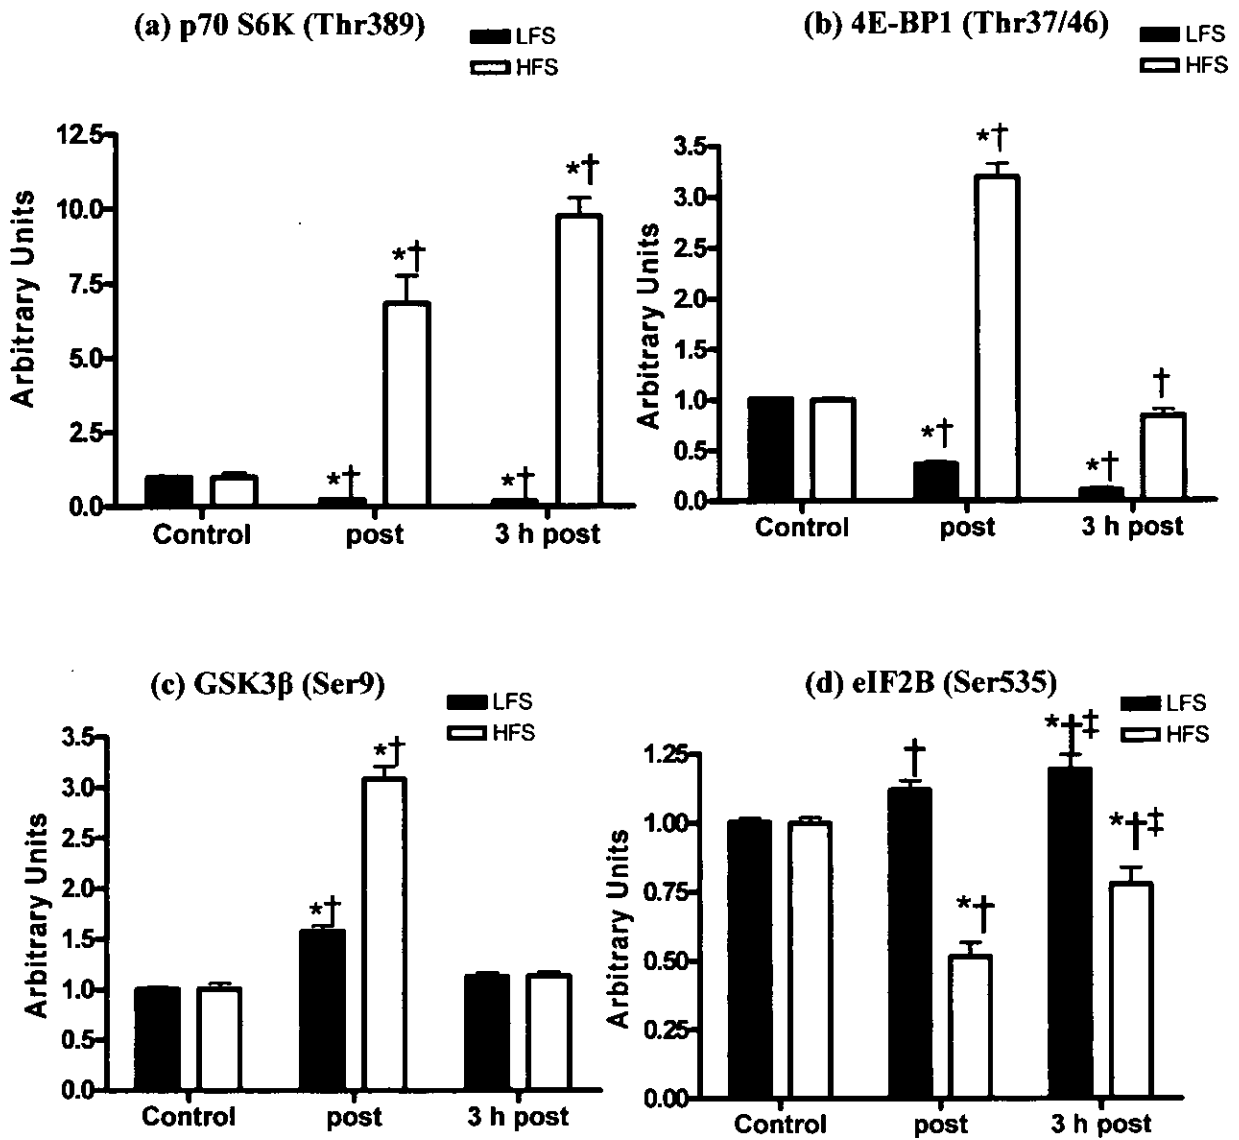 (a) p70 S6K (Thr389)
LFS
HFS
Arbitrary Units
12.5
10.0
7.5
5.0
2.5
0.0
*†
*†
*†
*†
Control
post
3 h post
(b) 4E-BP1 (Thr37/46)
LFS
HFS
Arbitrary Units
3.5
3.0
2.5
2.0
1.5
1.0
0.5
0.0
*†
*†
*†
†
Control
post
3 h post
(c) GSK3β (Ser9)
LFS
HFS
Arbitrary Units
3.5
3.0
2.5
2.0
1.5
1.0
0.5
0.0
*†
*†
Control
post
3 h post
(d) eIF2B (Ser535)
LFS
HFS
Arbitrary Units
1.25
1.00
0.75
0.50
0.25
0.00
†
*†
*†‡
*†‡
Control
post
3 h post